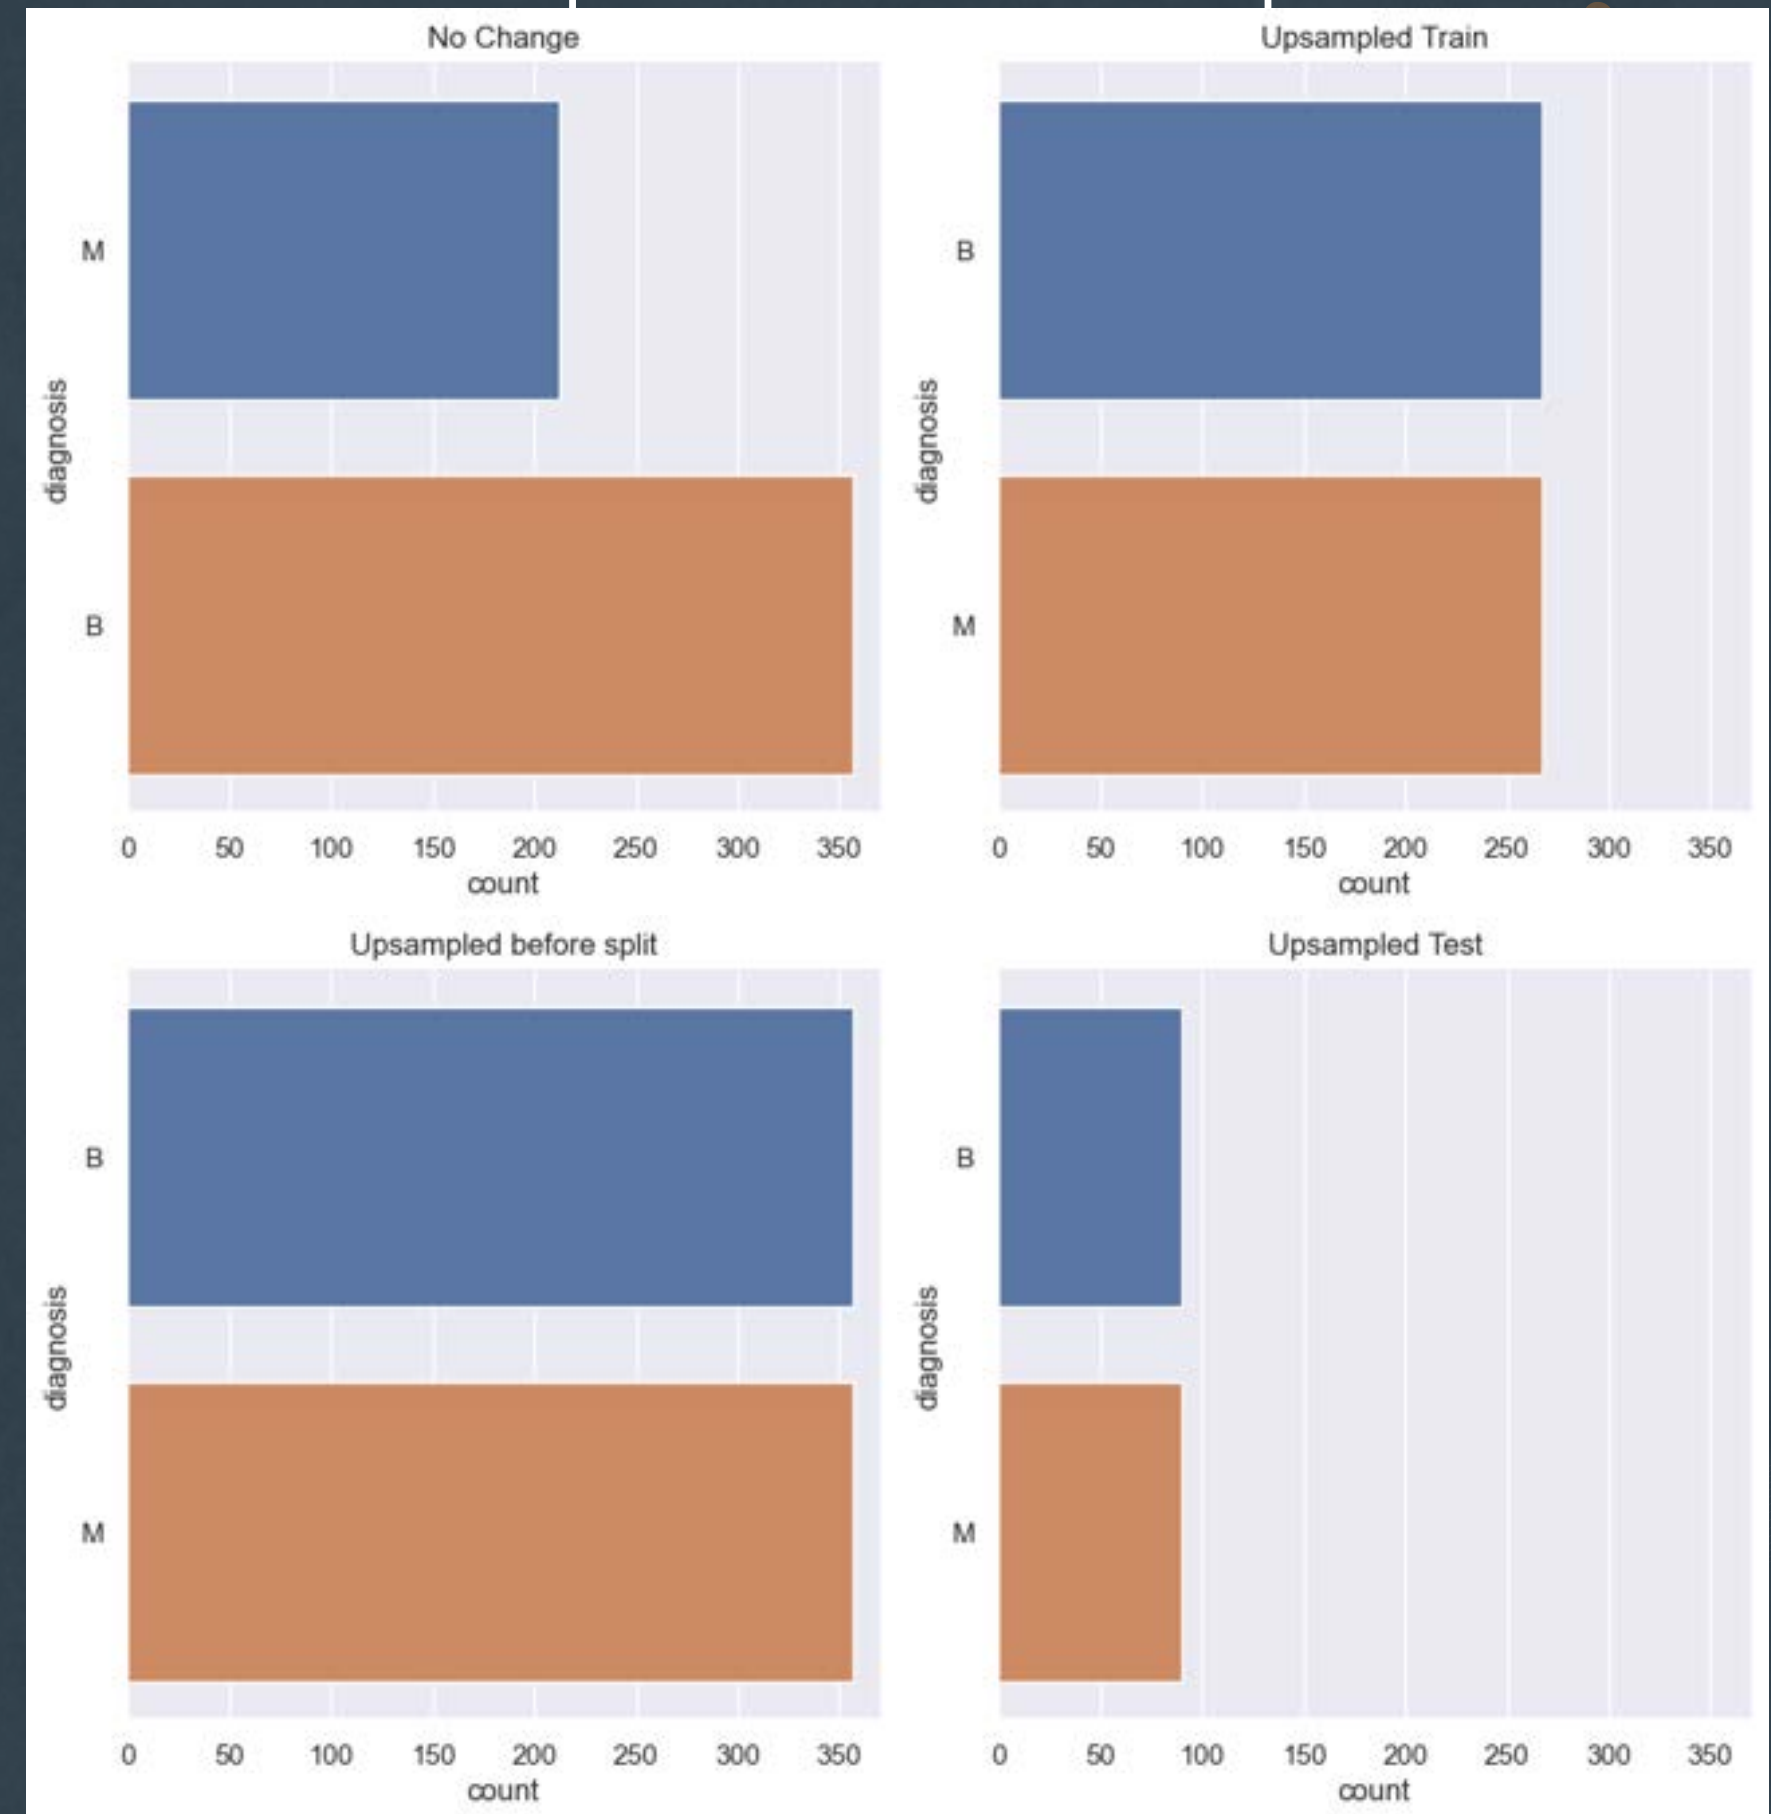 No Change
M
diagnosis
B
0 50 100 150 200 250 300 350
count
Upsampled Train
B
diagnosis
M
0 50 100 150 200 250 300 350
count
Upsampled before split
B
diagnosis
M
0 50 100 150 200 250 300 350
count
Upsampled Test
B
diagnosis
M
0 50 100 150 200 250 300 350
count